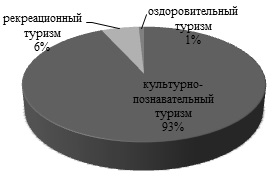 рекреационный
туризм
6%
оздоровительный
туризм
1%
культурно-
познавательный
туризм
93%